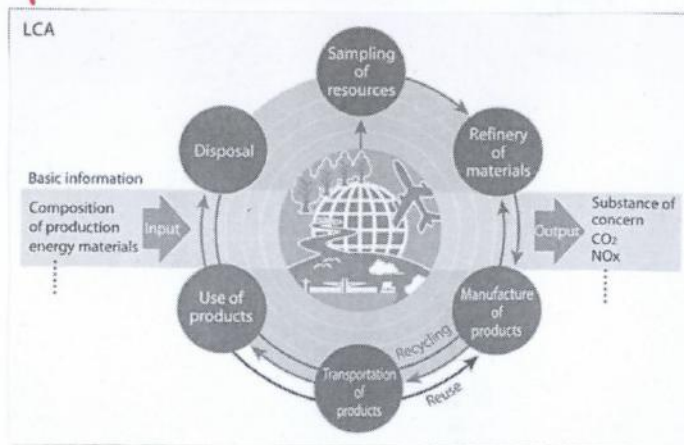 LCA
Sampling
of
resources
Refinery
of
materials
Disposal
Basic information
Composition
of production
energy materials
Input
Output
Substance of
concern
CO₂
NOx
Use of
products
Manufacture
of
products
Recycling
Transportation
of
products
Reuse